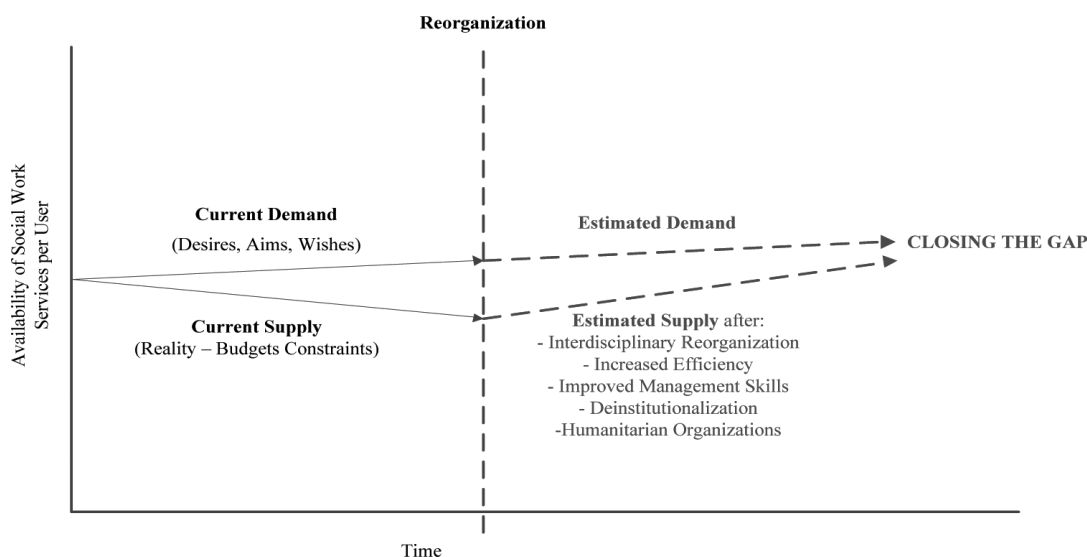 Reorganization
Availability of Social Work
Services per User
Current Demand
(Desires, Aims, Wishes)
Current Supply
(Reality – Budgets Constraints)
Estimated Demand
CLOSING THE GAP
Estimated Supply after:
- Interdisciplinary Reorganization
- Increased Efficiency
- Improved Management Skills
- Deinstitutionalization
-Humanitarian Organizations
Time